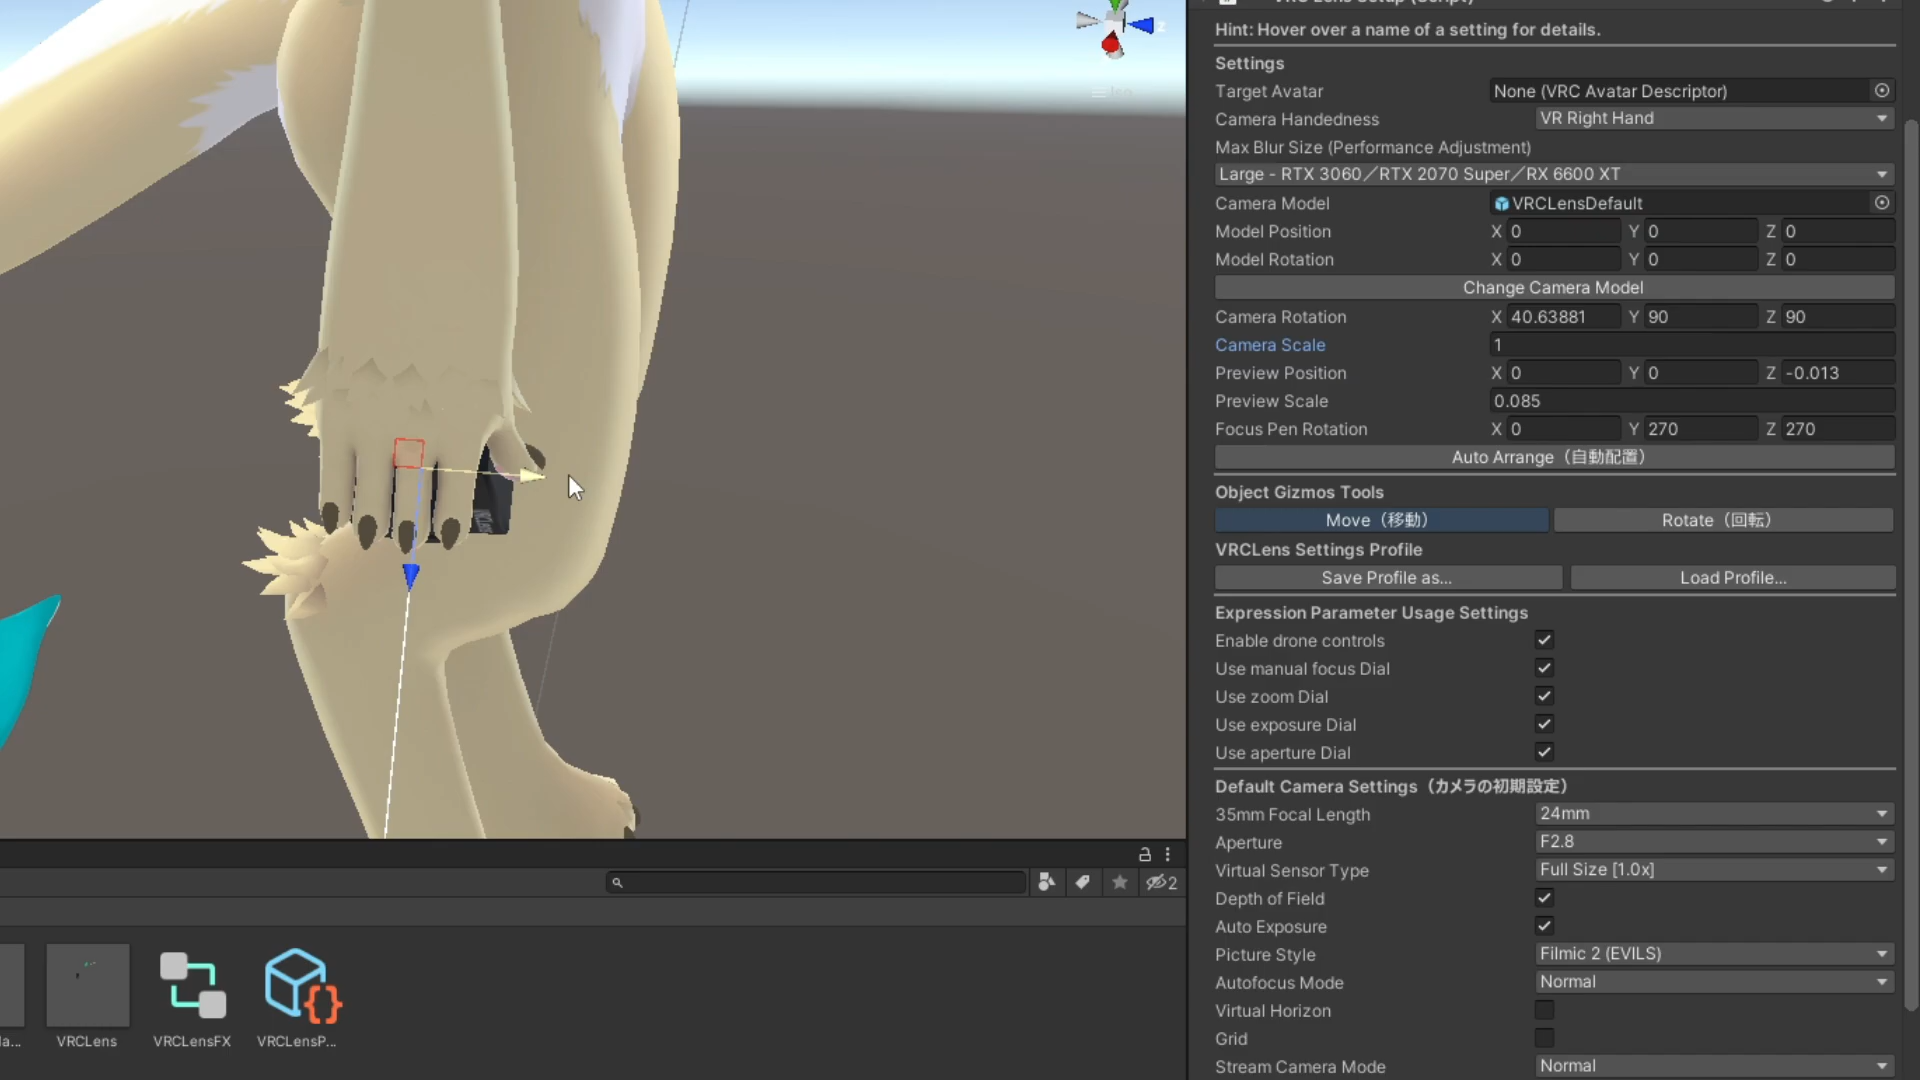 Hint: Hover over a name of a setting for details.
Settings
Target Avatar None (VRC Avatar Descriptor)
Camera Handedness VR Right Hand
Max Blur Size (Performance Adjustment)
Large - RTX 3060／RTX 2070 Super／RX 6600 XT
Camera Model VRCLensDefault
Model Position X 0 Y 0 Z 0
Model Rotation X 0 Y 0 Z 0
Change Camera Model
Camera Rotation X 40.63881 Y 90 Z 90
Camera Scale 1
Preview Position X 0 Y 0 Z -0.013
Preview Scale 0.085
Focus Pen Rotation X 0 Y 270 Z 270
Auto Arrange（自動配置）
Object Gizmos Tools
Move（移動） Rotate（回転）
VRCLens Settings Profile
Save Profile as... Load Profile...
Expression Parameter Usage Settings
Enable drone controls
Use manual focus Dial
Use zoom Dial
Use exposure Dial
Use aperture Dial
Default Camera Settings（カメラの初期設定）
35mm Focal Length 24mm
Aperture F2.8
Virtual Sensor Type Full Size [1.0x]
Depth of Field
Auto Exposure
Picture Style Filmic 2 (EVILS)
Autofocus Mode Normal
Virtual Horizon
Grid
Stream Camera Mode Normal
2
VRCLens VRCLensFX VRCLensP...